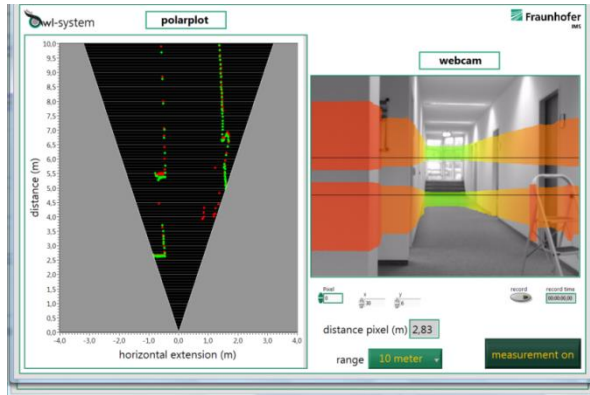 Owl-system
polarplot
Fraunhofer
IMS
webcam
10,0
9,5
9,0
8,5
8,0
7,5
7,0
6,5
6,0
5,5
5,0
4,5
4,0
3,5
3,0
2,5
2,0
1,5
1,0
0,5
0,0
distance (m)
-4,0 -3,0 -2,0 -1,0 0,0 1,0 2,0 3,0 4,0
horizontal extension (m)
Pixel x y
record record time
distance pixel (m) 2,83
range 10 meter
measurement on